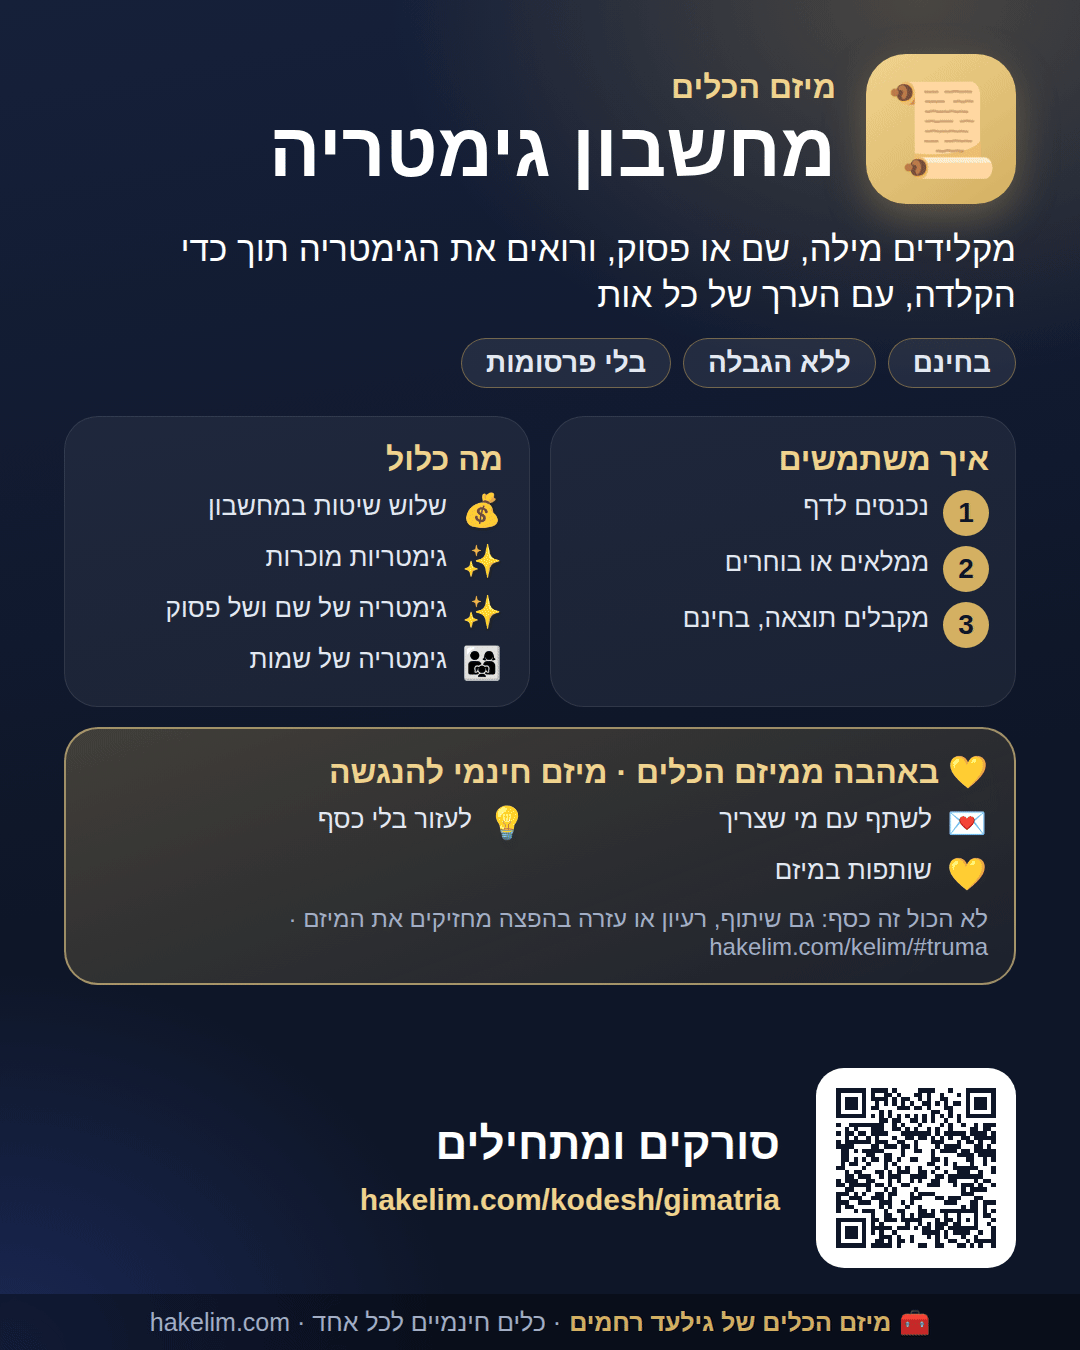 מיזם הכלים
מחשבון גימטריה
מקלידים מילה, שם או פסוק, ורואים את הגימטריה תוך כדי
הקלדה, עם הערך של כל אות
בחינם
ללא הגבלה
בלי פרסומות
איך משתמשים
1 נכנסים לדף
2 ממלאים או בוחרים
3 מקבלים תוצאה, בחינם
מה כלול
שלוש שיטות במחשבון
גימטריות מוכרות
גימטריה של שם ושל פסוק
גימטריה של שמות
באהבה ממיזם הכלים · מיזם חינמי להנגשה
לשתף עם מי שצריך
לעזור בלי כסף
שותפות במיזם
לא הכול זה כסף: גם שיתוף, רעיון או עזרה בהפצה מחזיקים את המיזם ·
hakelim.com/kelim/#truma
סורקים ומתחילים
hakelim.com/kodesh/gimatria
מיזם הכלים של גילעד רחמים · כלים חינמיים לכל אחד · hakelim.com